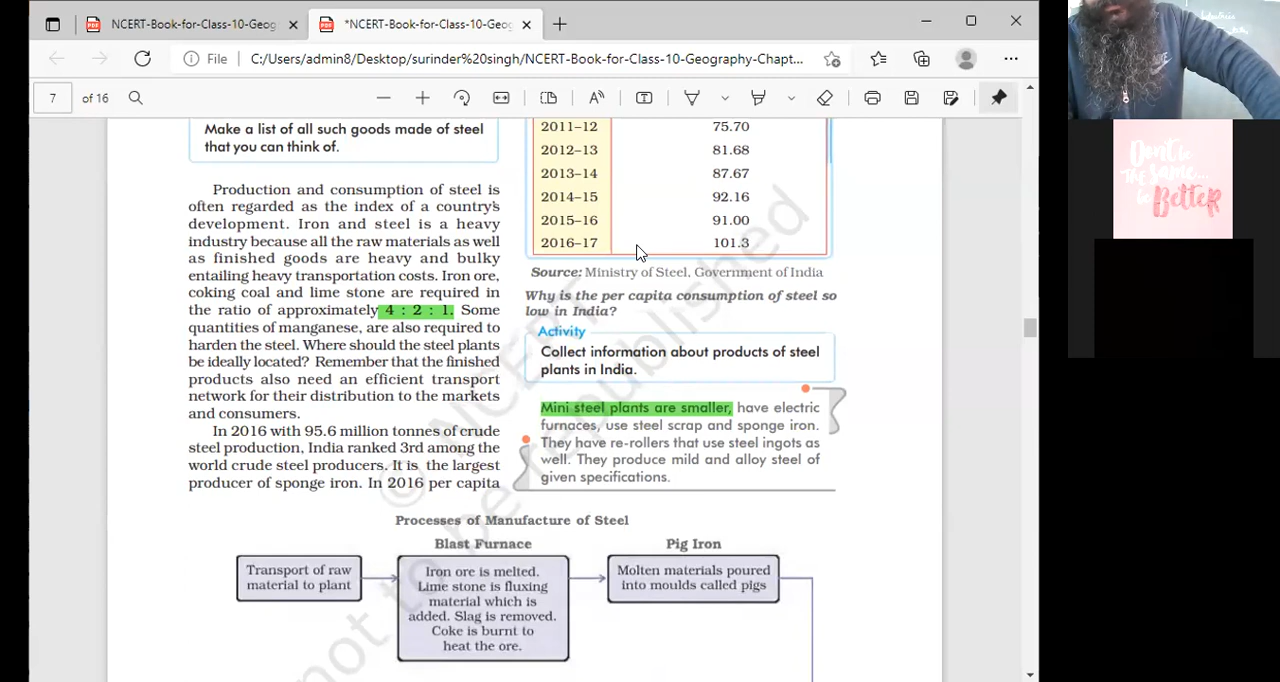 NCERT-Book-for-Class-10-Geog
*NCERT-Book-for-Class-10-Geog
File
C:/Users/admin8/Desktop/surinder%20singh/NCERT-Book-for-Class-10-Geography-Chapt...
7 of 16
Make a list of all such goods made of steel
that you can think of.
Production and consumption of steel is
often regarded as the index of a country's
development. Iron and steel is a heavy
industry because all the raw materials as well
as finished goods are heavy and bulky
entailing heavy transportation costs. Iron ore,
coking coal and lime stone are required in
the ratio of approximately 4 : 2 : 1. Some
quantities of manganese, are also required to
harden the steel. Where should the steel plants
be ideally located? Remember that the finished
products also need an efficient transport
network for their distribution to the markets
and consumers.
In 2016 with 95.6 million tonnes of crude
steel production, India ranked 3rd among the
world crude steel producers. It is the largest
producer of sponge iron. In 2016 per capita
2011–12 75.70
2012–13 81.68
2013–14 87.67
2014–15 92.16
2015–16 91.00
2016–17 101.3
Source: Ministry of Steel, Government of India
Why is the per capita consumption of steel so
low in India?
Activity
Collect information about products of steel
plants in India.
Mini steel plants are smaller, have electric
furnaces, use steel scrap and sponge iron.
They have re-rollers that use steel ingots as
well. They produce mild and alloy steel of
given specifications.
Processes of Manufacture of Steel
Blast Furnace
Pig Iron
Transport of raw
material to plant
Iron ore is melted.
Lime stone is fluxing
material which is
added. Slag is removed.
Coke is burnt to
heat the ore.
Molten materials poured
into moulds called pigs
© NCERT
not to be republished
Don't be
the same...
be
Better